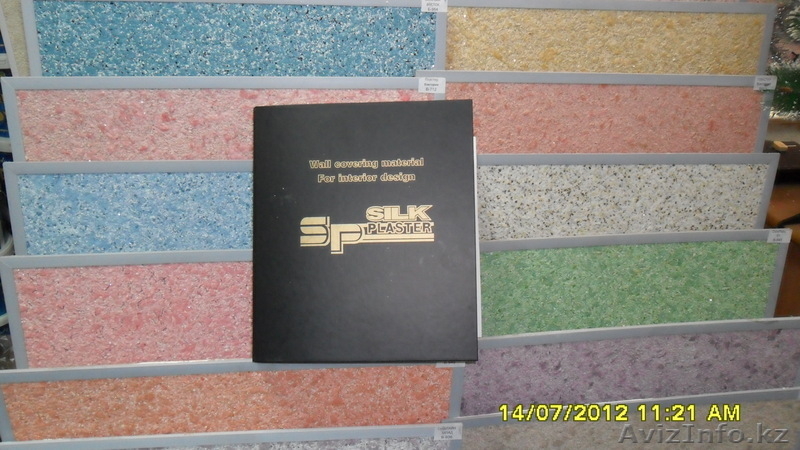 Wall covering material
For interior design
SP SILK
PLASTER
14/07/2012 11:21 AM
AvizInfo.kz